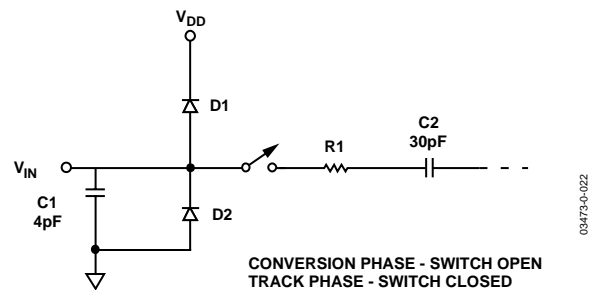 VDD
D1
R1
C2
30pF
VIN
C1
4pF
D2
03473-0-022
CONVERSION PHASE - SWITCH OPEN
TRACK PHASE - SWITCH CLOSED